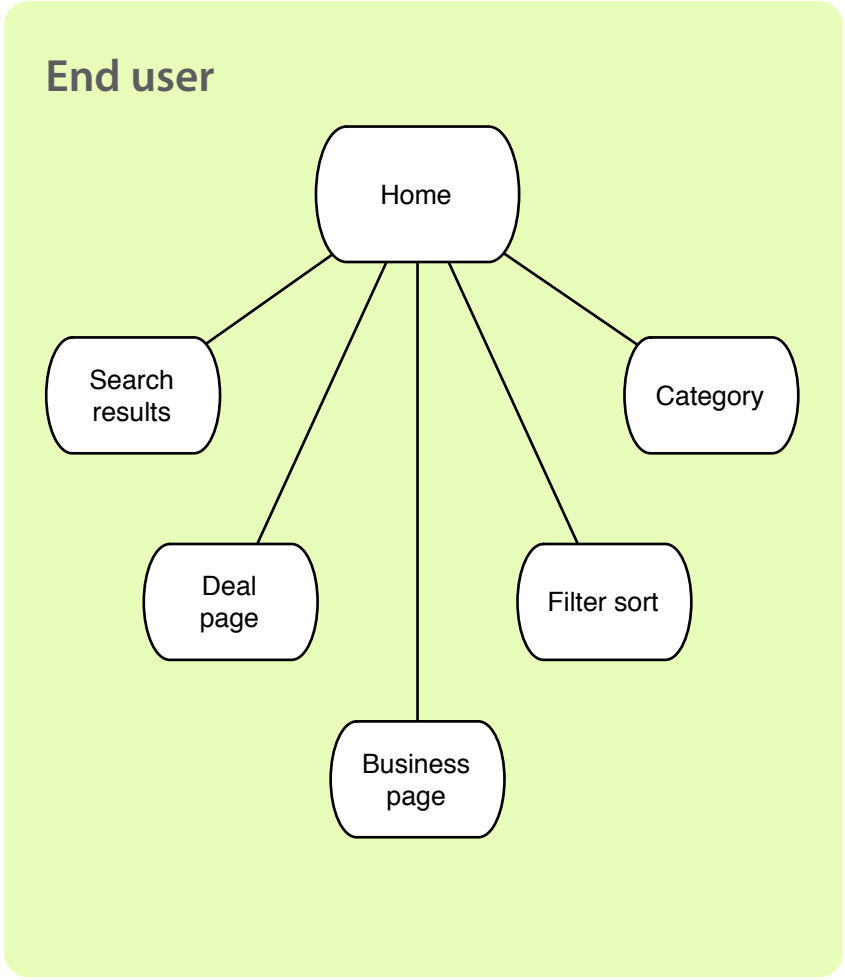 End user
Home
Search
results
Category
Deal
page
Filter sort
Business
page